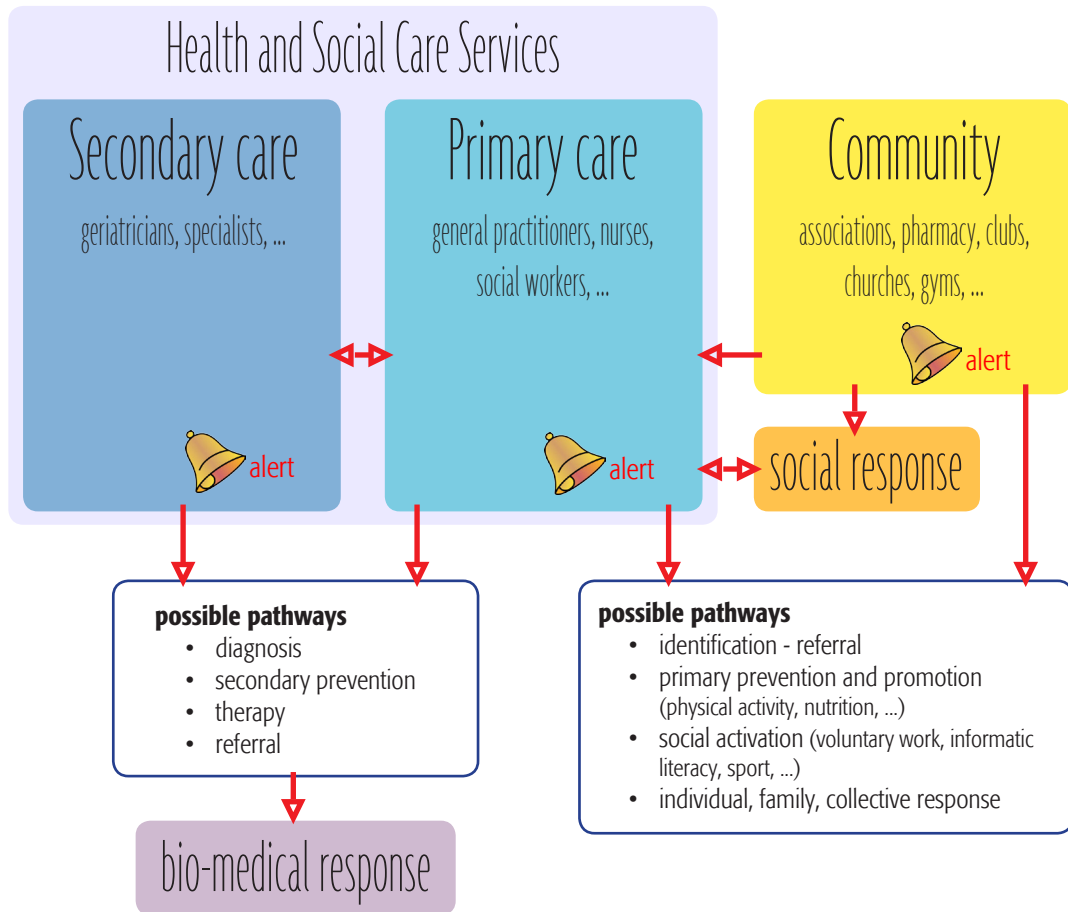 Health and Social Care Services
Secondary care
geriatricians, specialists, ...
alert
Primary care
general practitioners, nurses,
social workers, ...
alert
Community
associations, pharmacy, clubs,
churches, gyms, ...
alert
social response
possible pathways
• diagnosis
• secondary prevention
• therapy
• referral
possible pathways
• identification - referral
• primary prevention and promotion
(physical activity, nutrition, ...)
• social activation (voluntary work, informatic
literacy, sport, ...)
• individual, family, collective response
bio-medical response